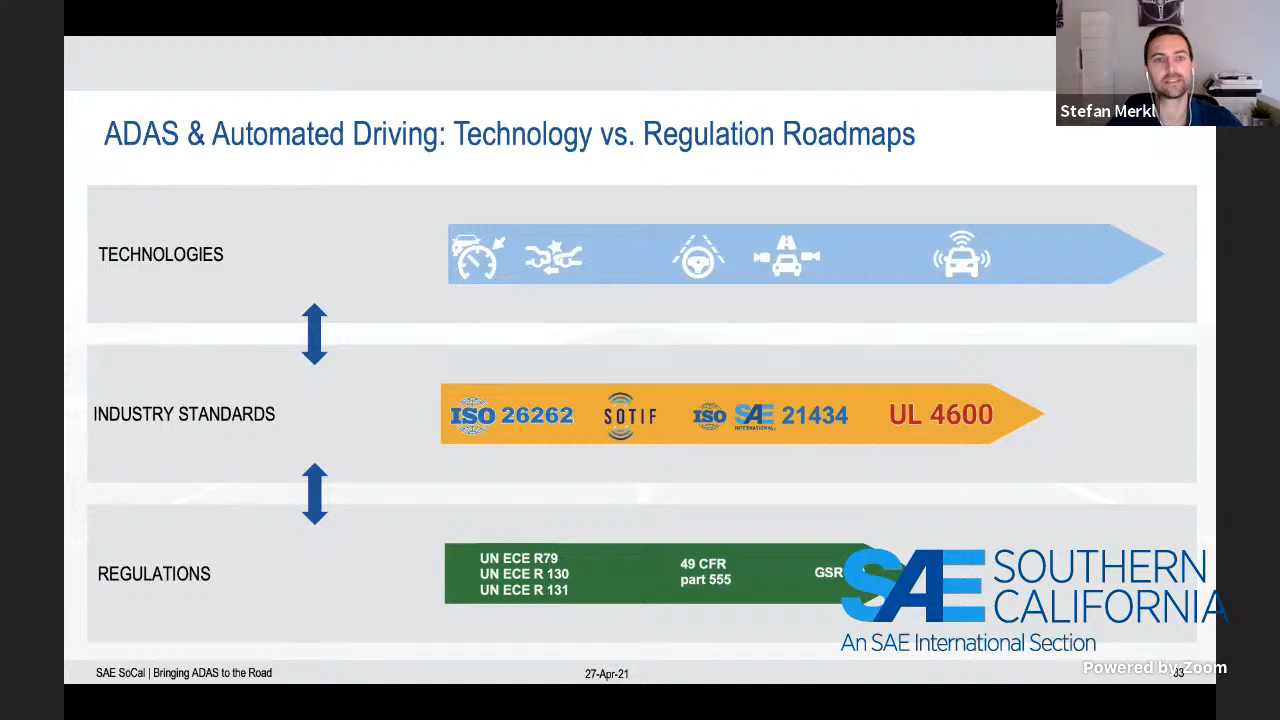 Stefan Merkl
ADAS & Automated Driving: Technology vs. Regulation Roadmaps
TECHNOLOGIES
INDUSTRY STANDARDS
ISO 26262
SOTIF
ISO SAE INTERNATIONAL 21434
UL 4600
REGULATIONS
UN ECE R79
UN ECE R 130
UN ECE R 131
49 CFR
part 555
GSR
SAE SOUTHERN
CALIFORNIA
An SAE International Section
Powered by Zoom
SAE SoCal | Bringing ADAS to the Road
27-Apr-21
33